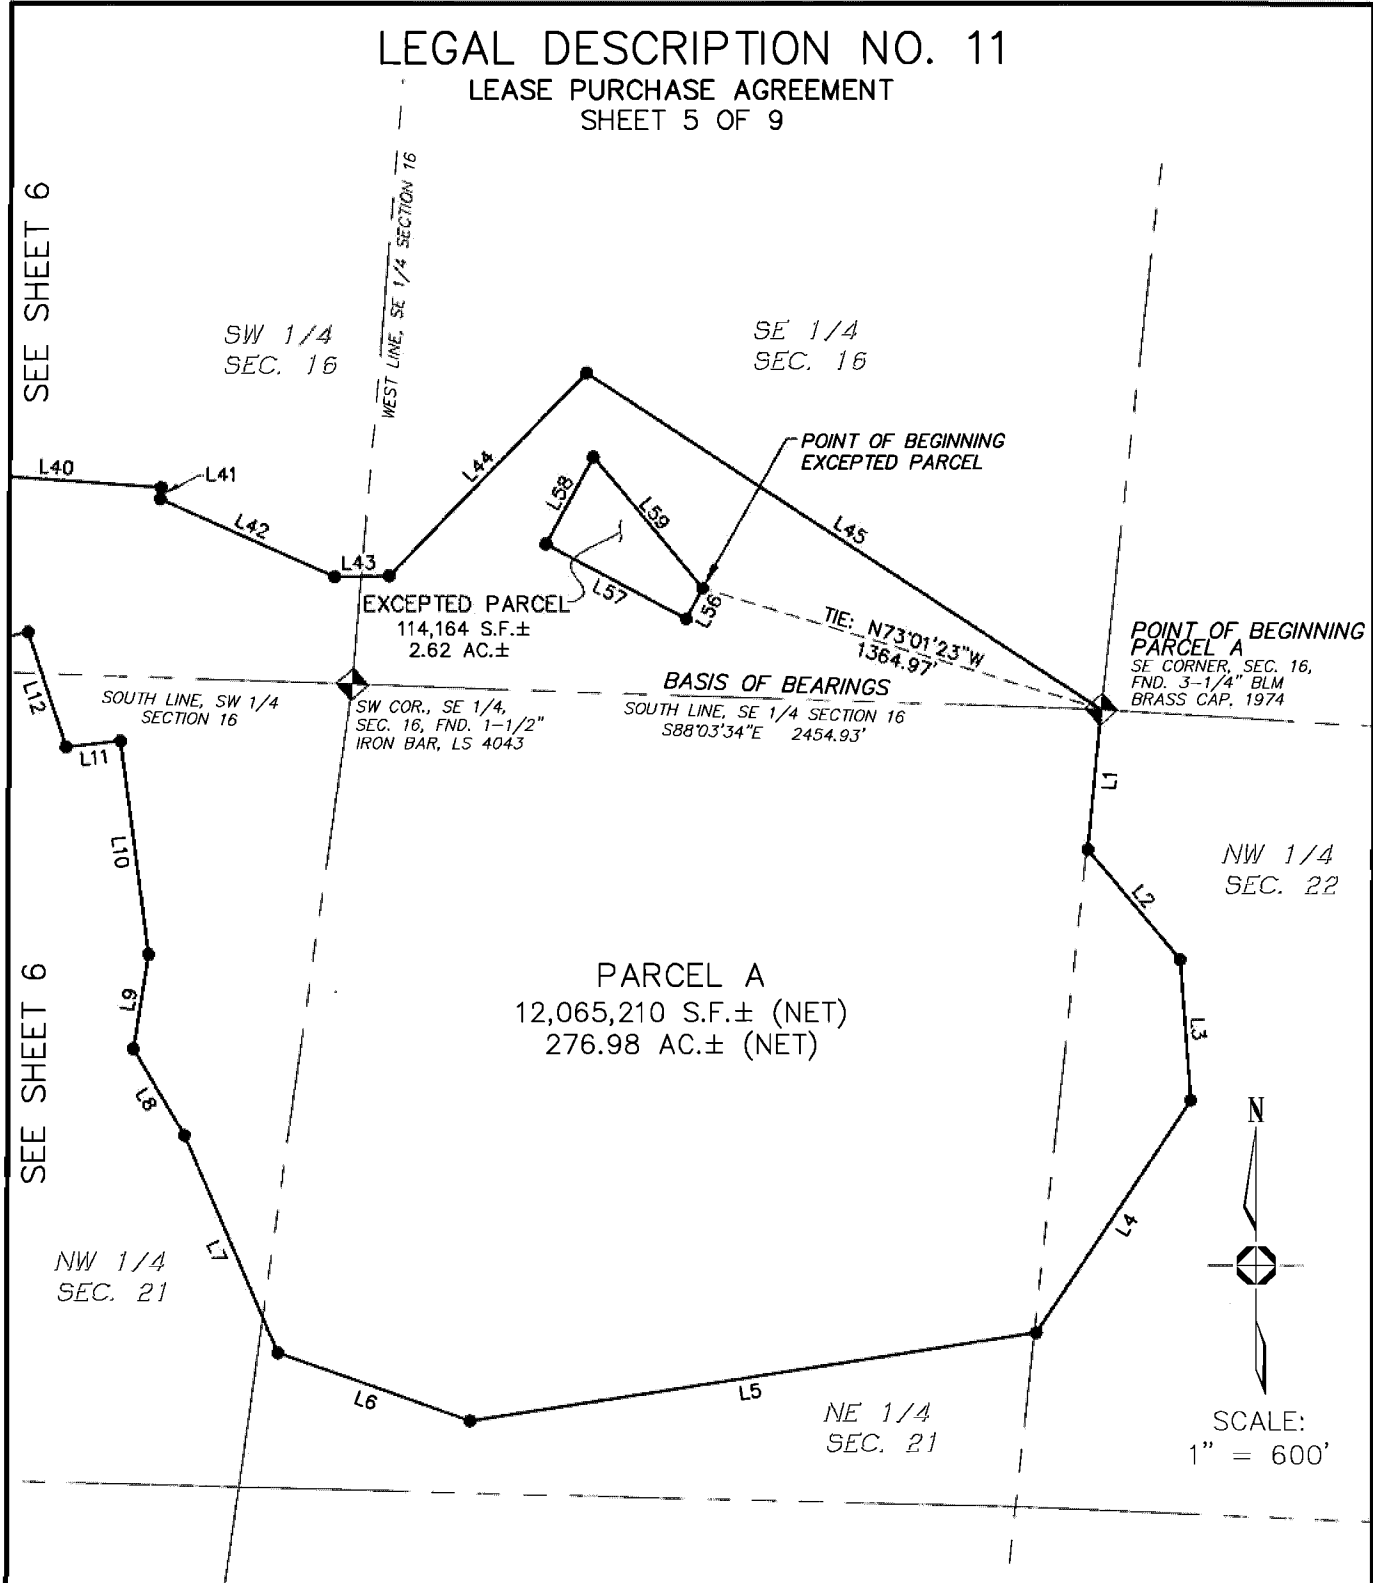 LEGAL DESCRIPTION NO. 11
LEASE PURCHASE AGREEMENT
SHEET 5 OF 9
SEE SHEET 6
WEST LINE, SE 1/4 SECTION 16
SW 1/4
SEC. 16
SE 1/4
SEC. 16
POINT OF BEGINNING
EXCEPTED PARCEL
L40
L41
L42
L43
L44
L45
L58
L59
L57
L56
EXCEPTED PARCEL
114,164 S.F.±
2.62 AC.±
TIE: N73°01'23"W
1364.97'
POINT OF BEGINNING
PARCEL A
SE CORNER, SEC. 16,
FND. 3-1/4" BLM
BRASS CAP, 1974
BASIS OF BEARINGS
SOUTH LINE, SE 1/4 SECTION 16
S88°03'34"E 2454.93'
SOUTH LINE, SW 1/4
SECTION 16
SW COR., SE 1/4,
SEC. 16, FND. 1-1/2"
IRON BAR, LS 4043
L12
L11
L10
L1
L2
NW 1/4
SEC. 22
SEE SHEET 6
L9
L8
L3
PARCEL A
12,065,210 S.F.± (NET)
276.98 AC.± (NET)
N
L4
L7
NW 1/4
SEC. 21
L6
L5
NE 1/4
SEC. 21
SCALE:
1" = 600'